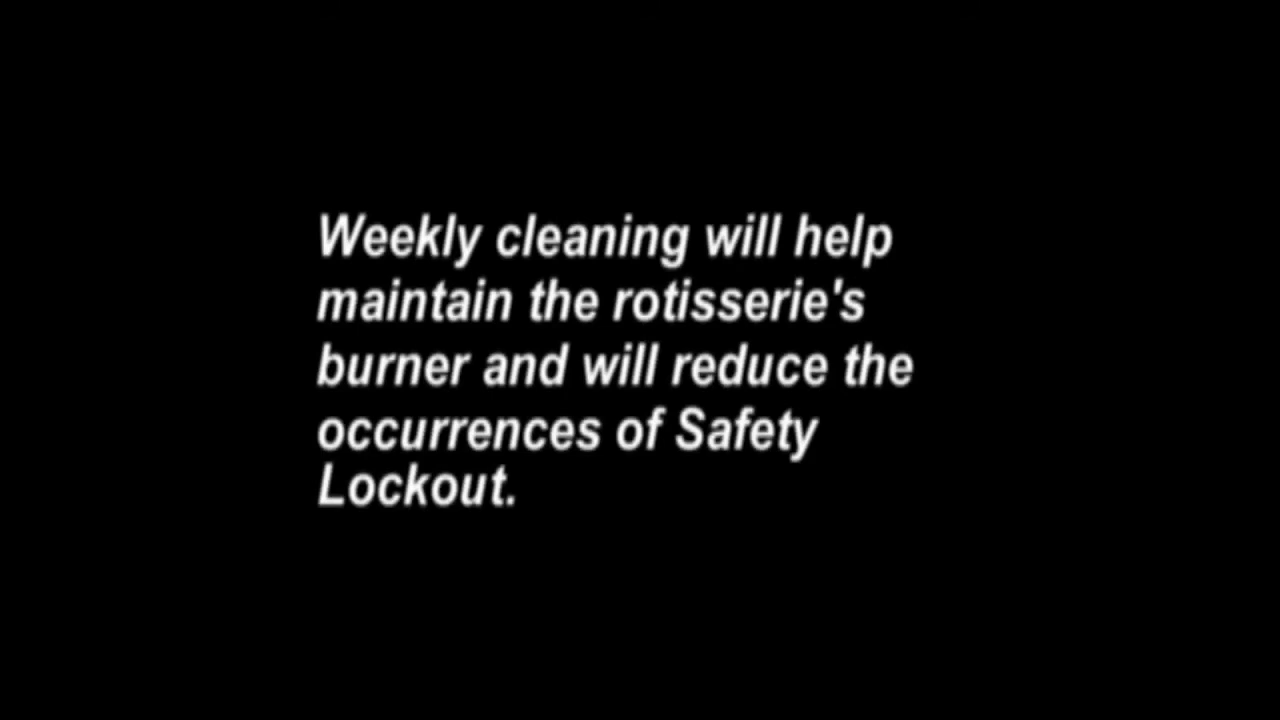 Weekly cleaning will help
maintain the rotisserie's
burner and will reduce the
occurrences of Safety
Lockout.